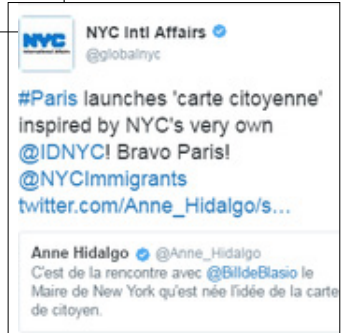 NYC
NYC Intl Affairs
@globalnyc
#Paris launches 'carte citoyenne'
inspired by NYC's very own
@IDNYC! Bravo Paris!
@NYCImmigrants
twitter.com/Anne_Hidalgo/s...
Anne Hidalgo @Anne_Hidalgo
C'est de la rencontre avec @BilldeBlasio le
Maire de New York qu'est née l'idée de la carte
de citoyen.